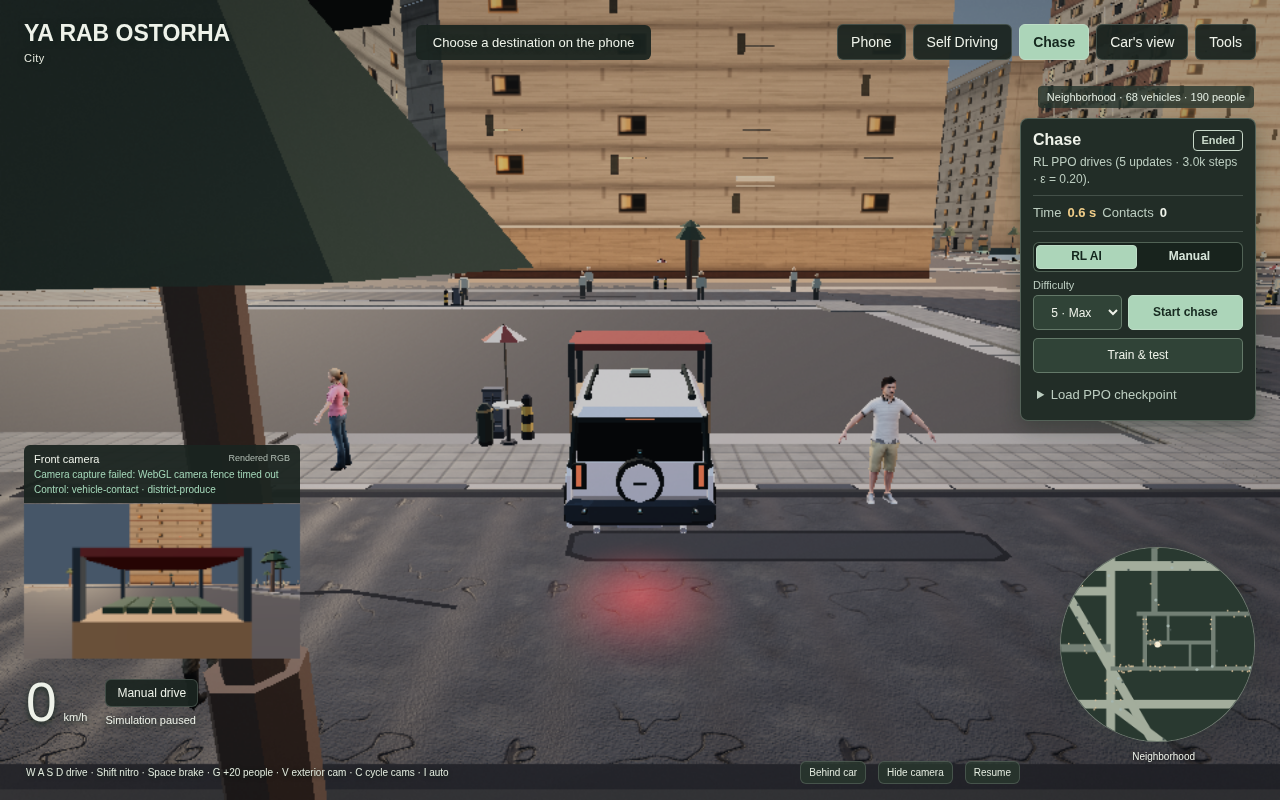 YA RAB OSTORHA
City
Choose a destination on the phone
Phone
Self Driving
Chase
Car's view
Tools
Neighborhood · 68 vehicles · 190 people
Chase
Ended
RL PPO drives (5 updates · 3.0k steps
· ε = 0.20).
Time 0.6 s Contacts 0
RL AI
Manual
Difficulty
5 · Max
Start chase
Train & test
Load PPO checkpoint
Front camera
Rendered RGB
Camera capture failed: WebGL camera fence timed out
Control: vehicle-contact · district-produce
0 km/h
Manual drive
Simulation paused
Neighborhood
W A S D drive · Shift nitro · Space brake · G +20 people · V exterior cam · C cycle cams · I auto
Behind car
Hide camera
Resume